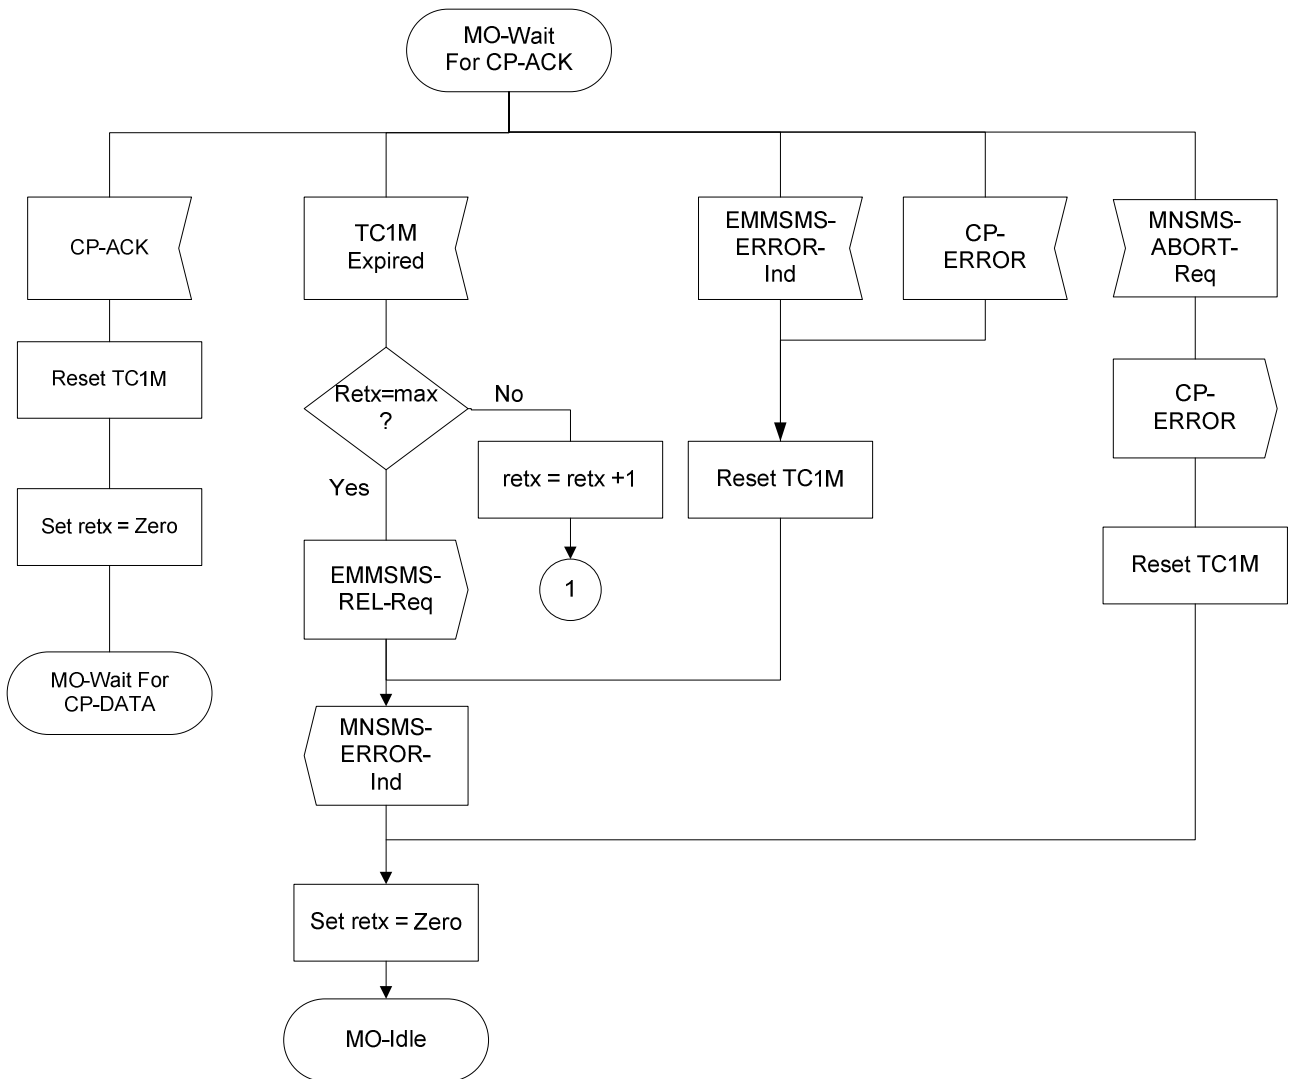 MO-Wait
For CP-ACK
CP-ACK
TC1M
Expired
EMMSMS-
ERROR-
Ind
CP-
ERROR
MNSMS-
ABORT-
Req
Reset TC1M
Retx=max
?
No
Yes
retx = retx +1
Reset TC1M
CP-
ERROR
Set retx = Zero
EMMSMS-
REL-Req
1
Reset TC1M
MO-Wait For
CP-DATA
MNSMS-
ERROR-
Ind
Set retx = Zero
MO-Idle